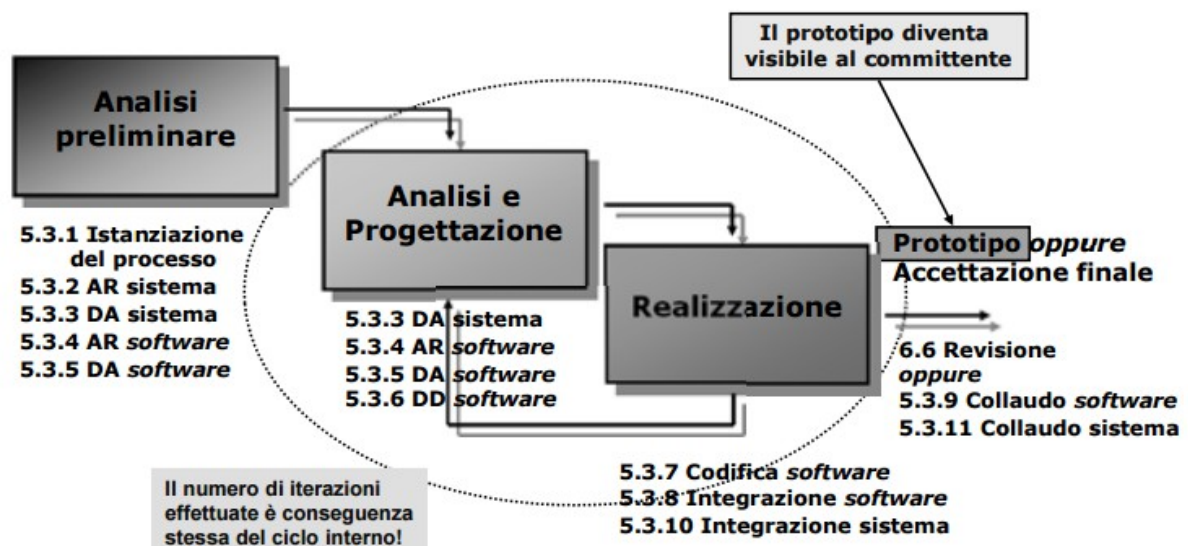 Il prototipo diventa
visibile al committente
Analisi
preliminare
Analisi e
Progettazione
Realizzazione
Prototipo oppure
Accettazione finale
5.3.1 Istanziazione
del processo
5.3.2 AR sistema
5.3.3 DA sistema
5.3.4 AR software
5.3.5 DA software
5.3.3 DA sistema
5.3.4 AR software
5.3.5 DA software
5.3.6 DD software
6.6 Revisione
oppure
5.3.9 Collaudo software
5.3.11 Collaudo sistema
5.3.7 Codifica software
5.3.8 Integrazione software
5.3.10 Integrazione sistema
Il numero di iterazioni
effettuate è conseguenza
stessa del ciclo interno!